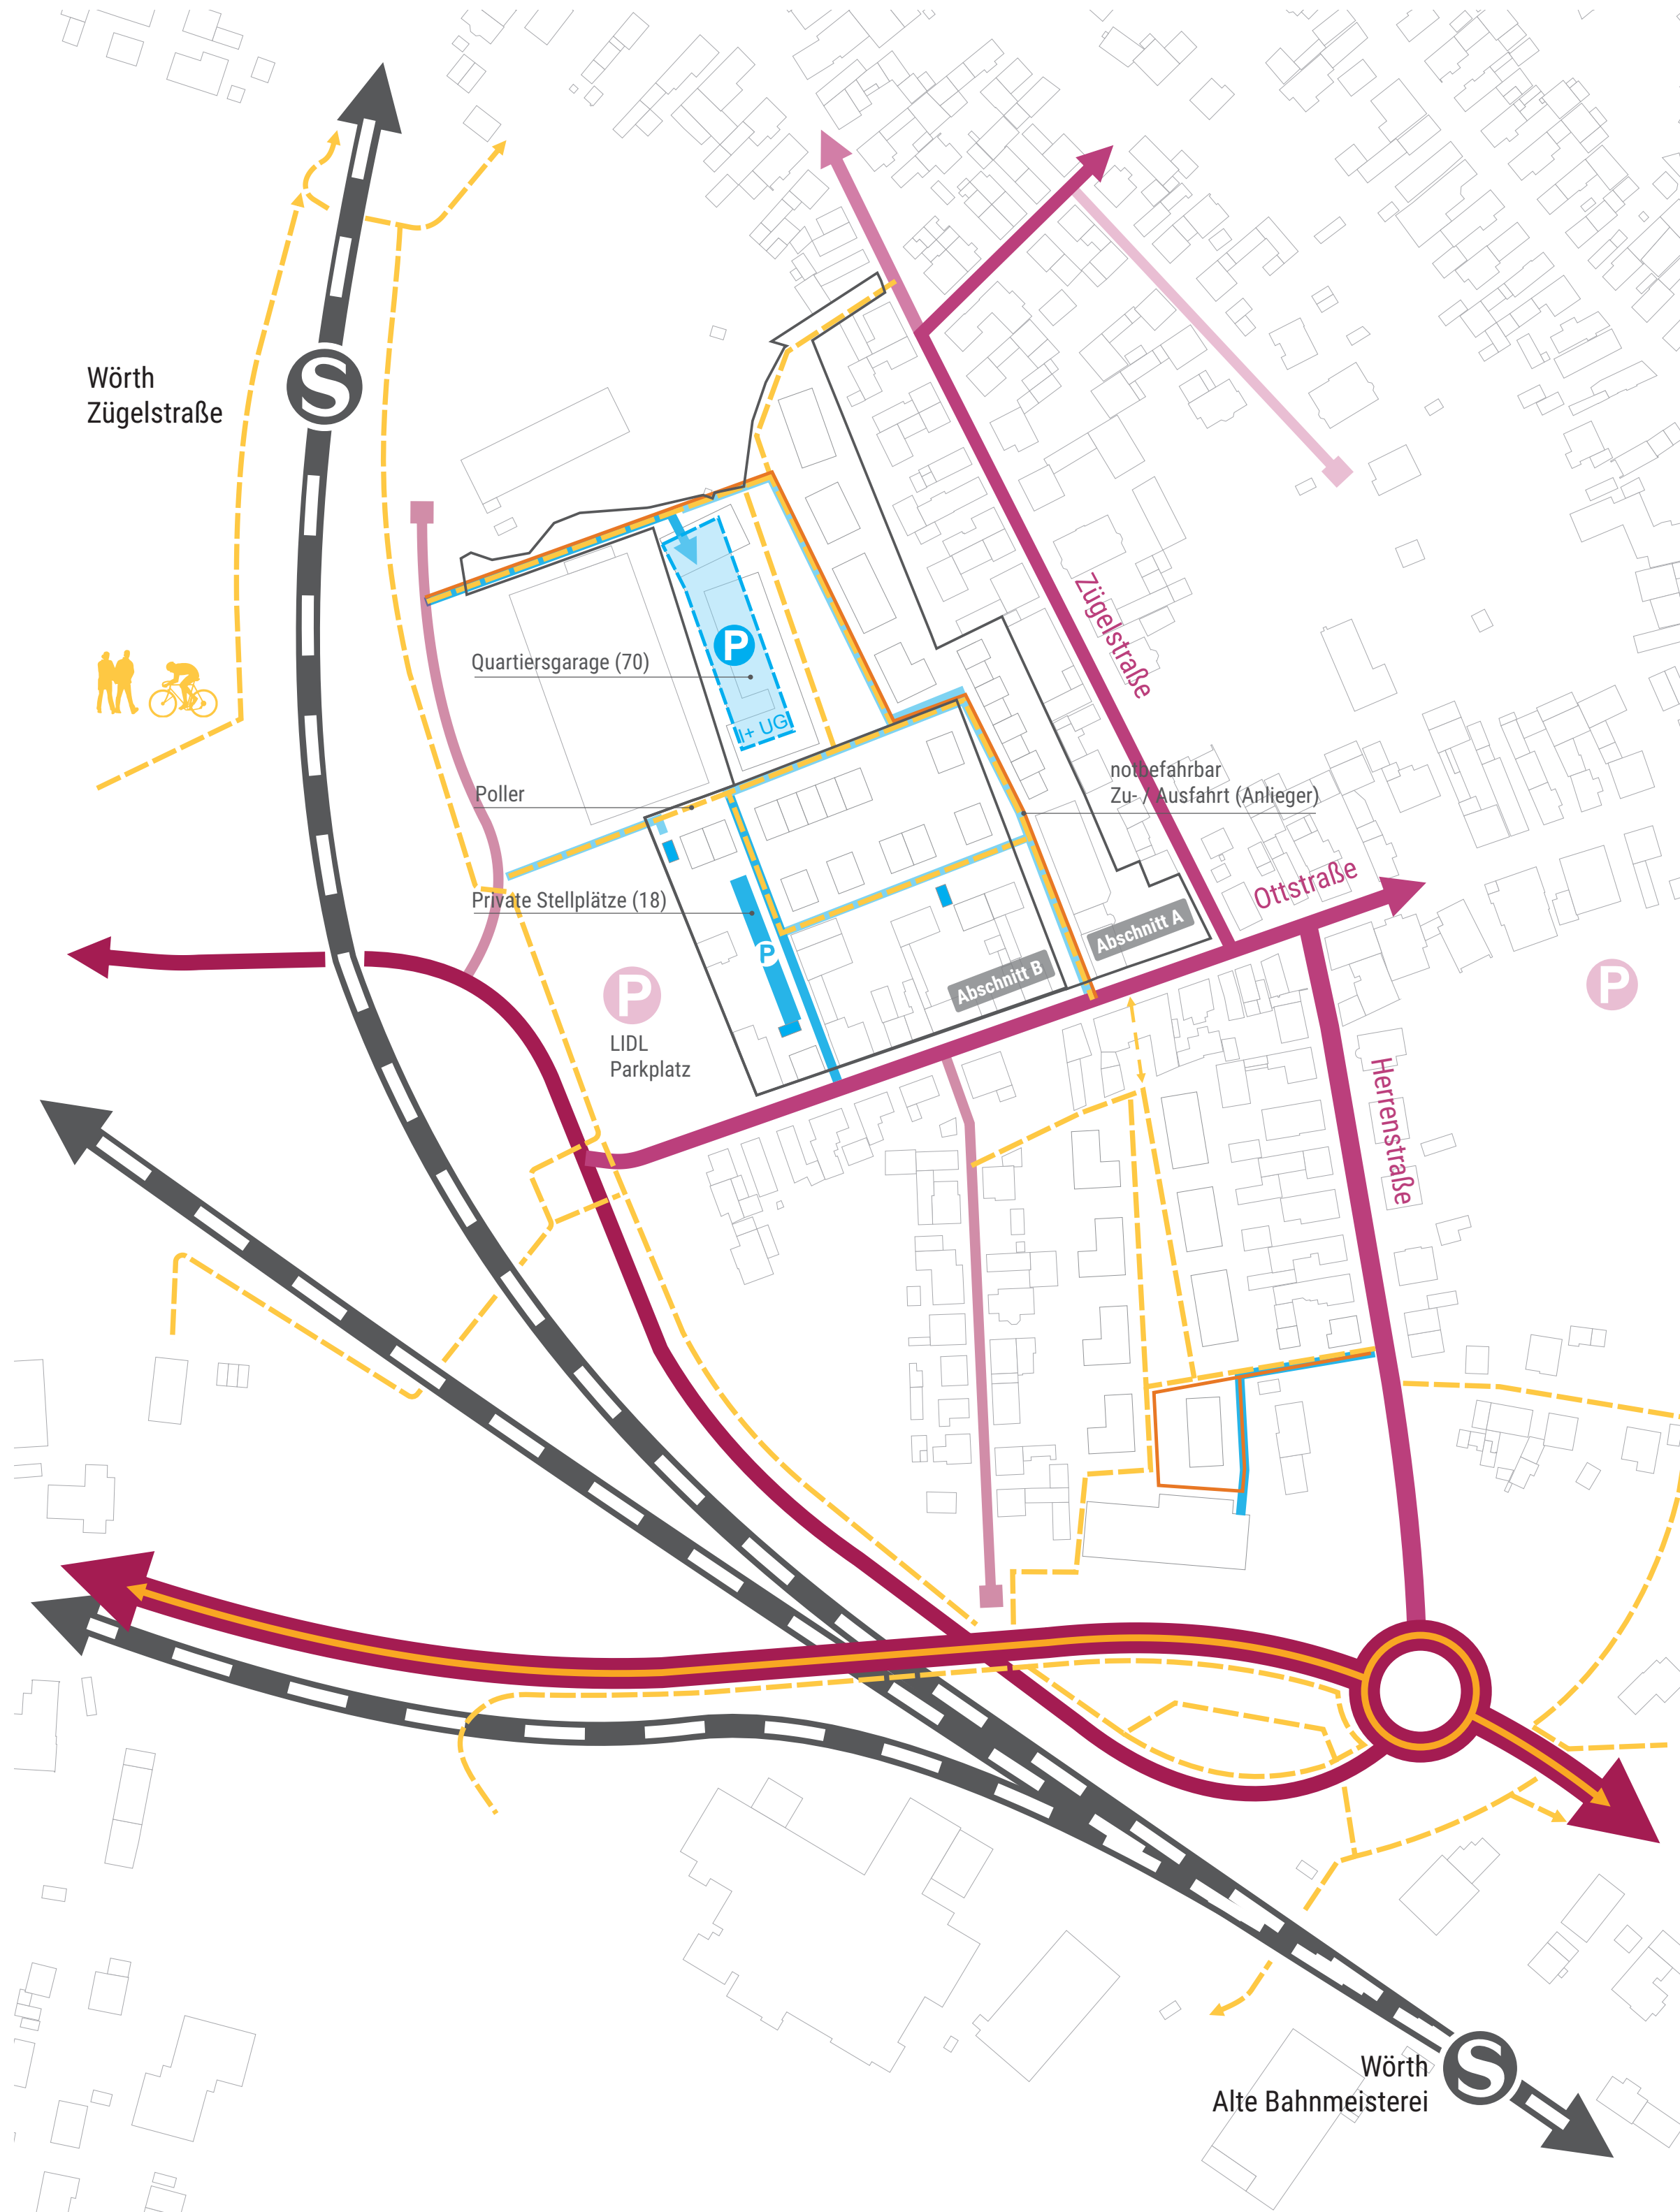 S
Wörth
Zügelstraße
Zügelstraße
Quartiersgarage (70)
P
I+ UG
Poller
notbefahrbar
Zu- / Ausfahrt (Anlieger)
Ottstraße
Private Stellplätze (18)
P
Abschnitt A
Abschnitt B
P
LIDL
Parkplatz
P
Herrenstraße
Wörth
Alte Bahnmeisterei
S